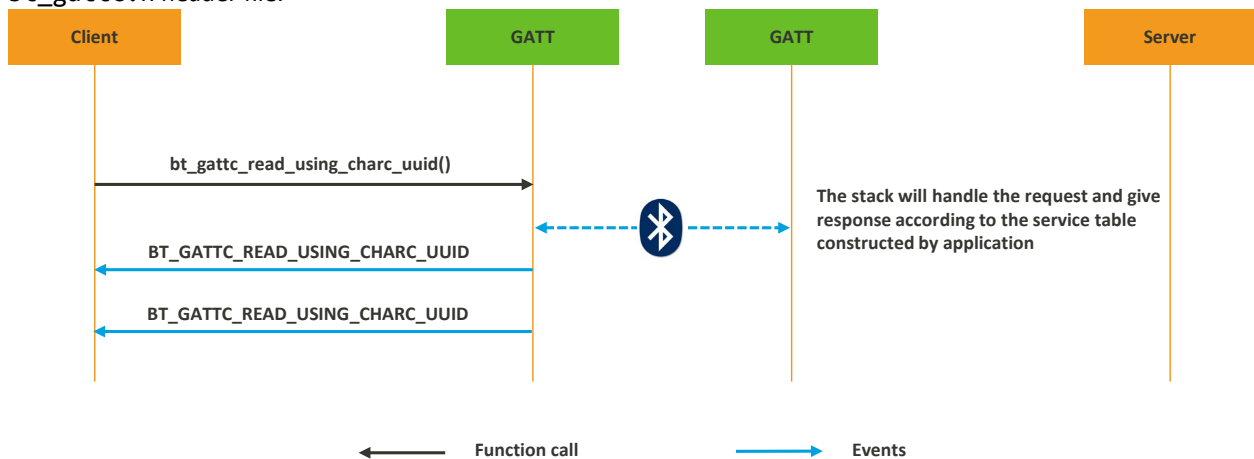 Client
GATT
GATT
Server
bt_gattc_read_using_charc_uuid()
The stack will handle the request and give
response according to the service table
constructed by application
BT_GATTC_READ_USING_CHARC_UUID
BT_GATTC_READ_USING_CHARC_UUID
Function call
Events